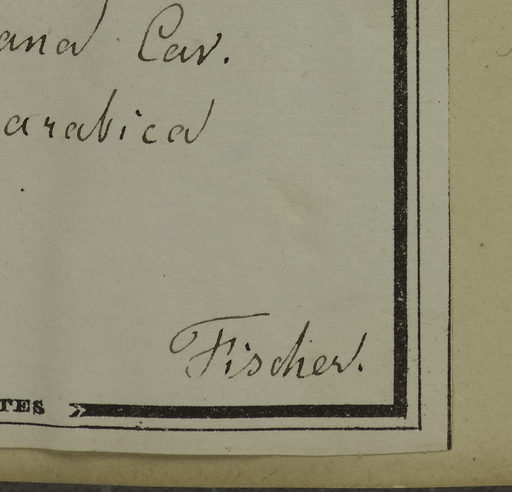 ana Cav.
arabica
Fischer.
TES